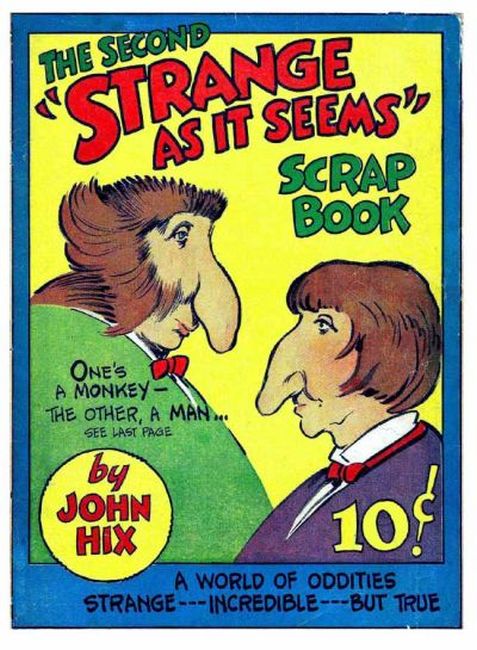 THE SECOND
"STRANGE
AS IT SEEMS"
SCRAP
BOOK
ONE'S
A MONKEY—
THE OTHER, A MAN...
SEE LAST PAGE
by
JOHN
HIX
10¢
A WORLD OF ODDITIES
STRANGE---INCREDIBLE---BUT TRUE